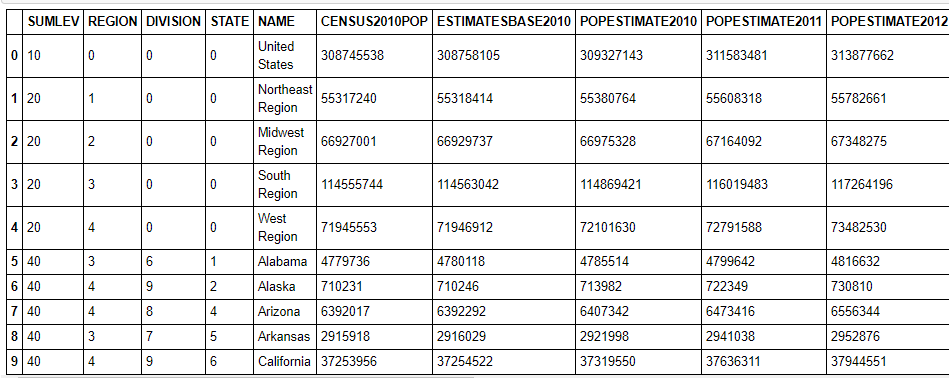 SUMLEV REGION DIVISION STATE NAME CENSUS2010POP ESTIMATESBASE2010 POPESTIMATE2010 POPESTIMATE2011 POPESTIMATE2012
0 10 0 0 0 United States 308745538 308758105 309327143 311583481 313877662
1 20 1 0 0 Northeast Region 55317240 55318414 55380764 55608318 55782661
2 20 2 0 0 Midwest Region 66927001 66929737 66975328 67164092 67348275
3 20 3 0 0 South Region 114555744 114563042 114869421 116019483 117264196
4 20 4 0 0 West Region 71945553 71946912 72101630 72791588 73482530
5 40 3 6 1 Alabama 4779736 4780118 4785514 4799642 4816632
6 40 4 9 2 Alaska 710231 710246 713982 722349 730810
7 40 4 8 4 Arizona 6392017 6392292 6407342 6473416 6556344
8 40 3 7 5 Arkansas 2915918 2916029 2921998 2941038 2952876
9 40 4 9 6 California 37253956 37254522 37319550 37636311 37944551